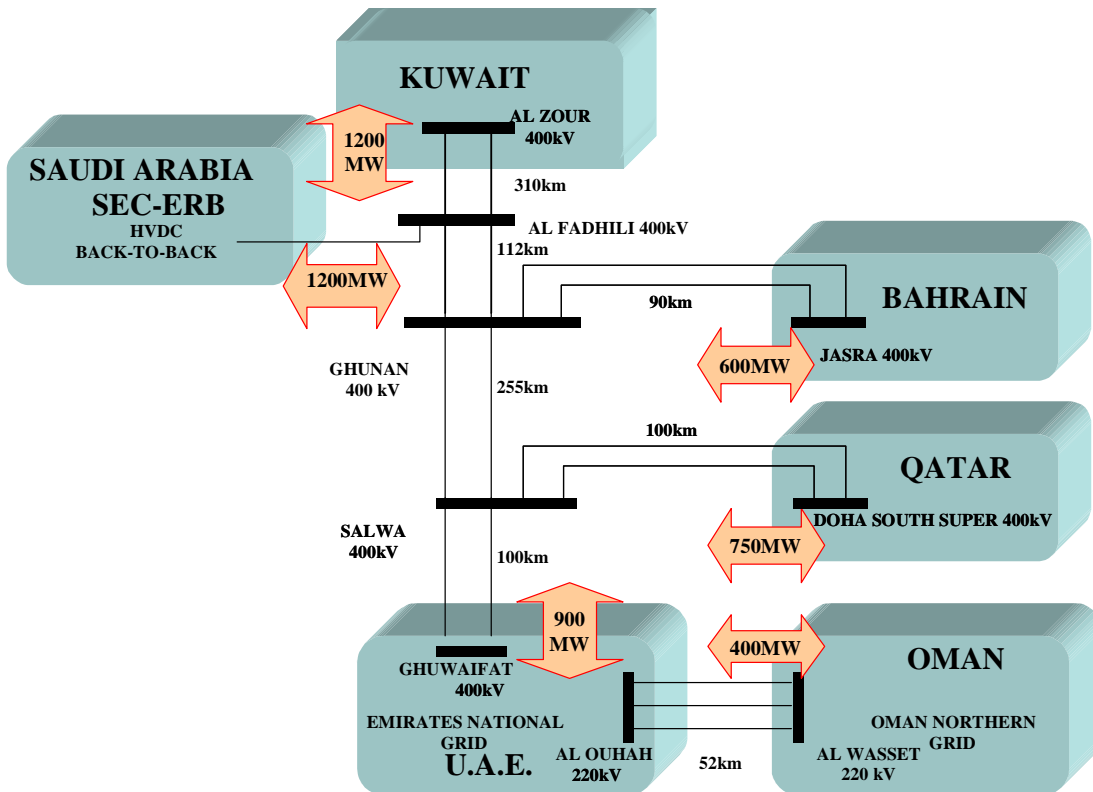 KUWAIT
AL ZOUR
400kV
1200
MW
SAUDI ARABIA
SEC-ERB
HVDC
BACK-TO-BACK
310km
AL FADHILI 400kV
112km
1200MW
BAHRAIN
90km
JASRA 400kV
600MW
GHUNAN
400 kV
255km
100km
QATAR
DOHA SOUTH SUPER 400kV
SALWA
400kV
750MW
100km
900
MW
400MW
OMAN
GHUWAIFAT
400kV
EMIRATES NATIONAL
GRID
U.A.E.
AL OUHAH
220kV
52km
OMAN NORTHERN
GRID
AL WASSET
220 kV